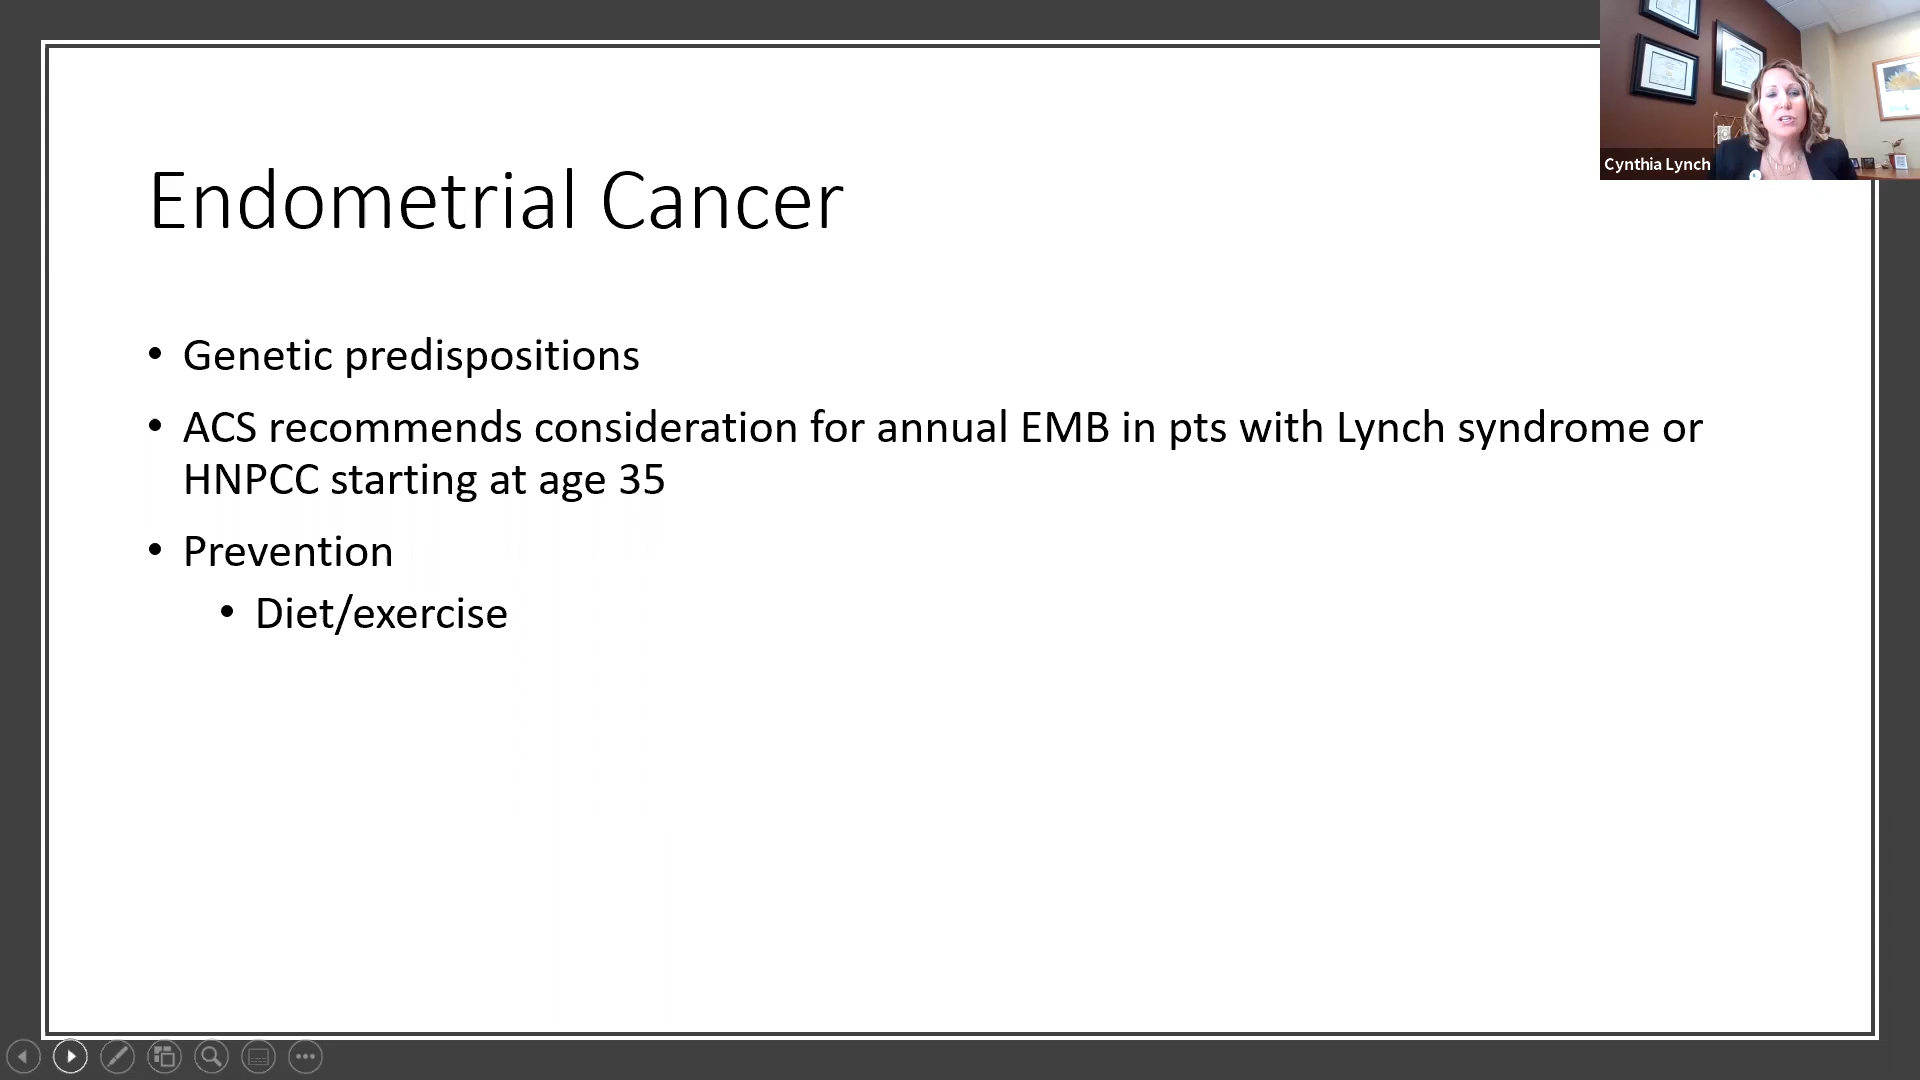 Cynthia Lynch
Endometrial Cancer
• Genetic predispositions
• ACS recommends consideration for annual EMB in pts with Lynch syndrome or
HNPCC starting at age 35
• Prevention
• Diet/exercise